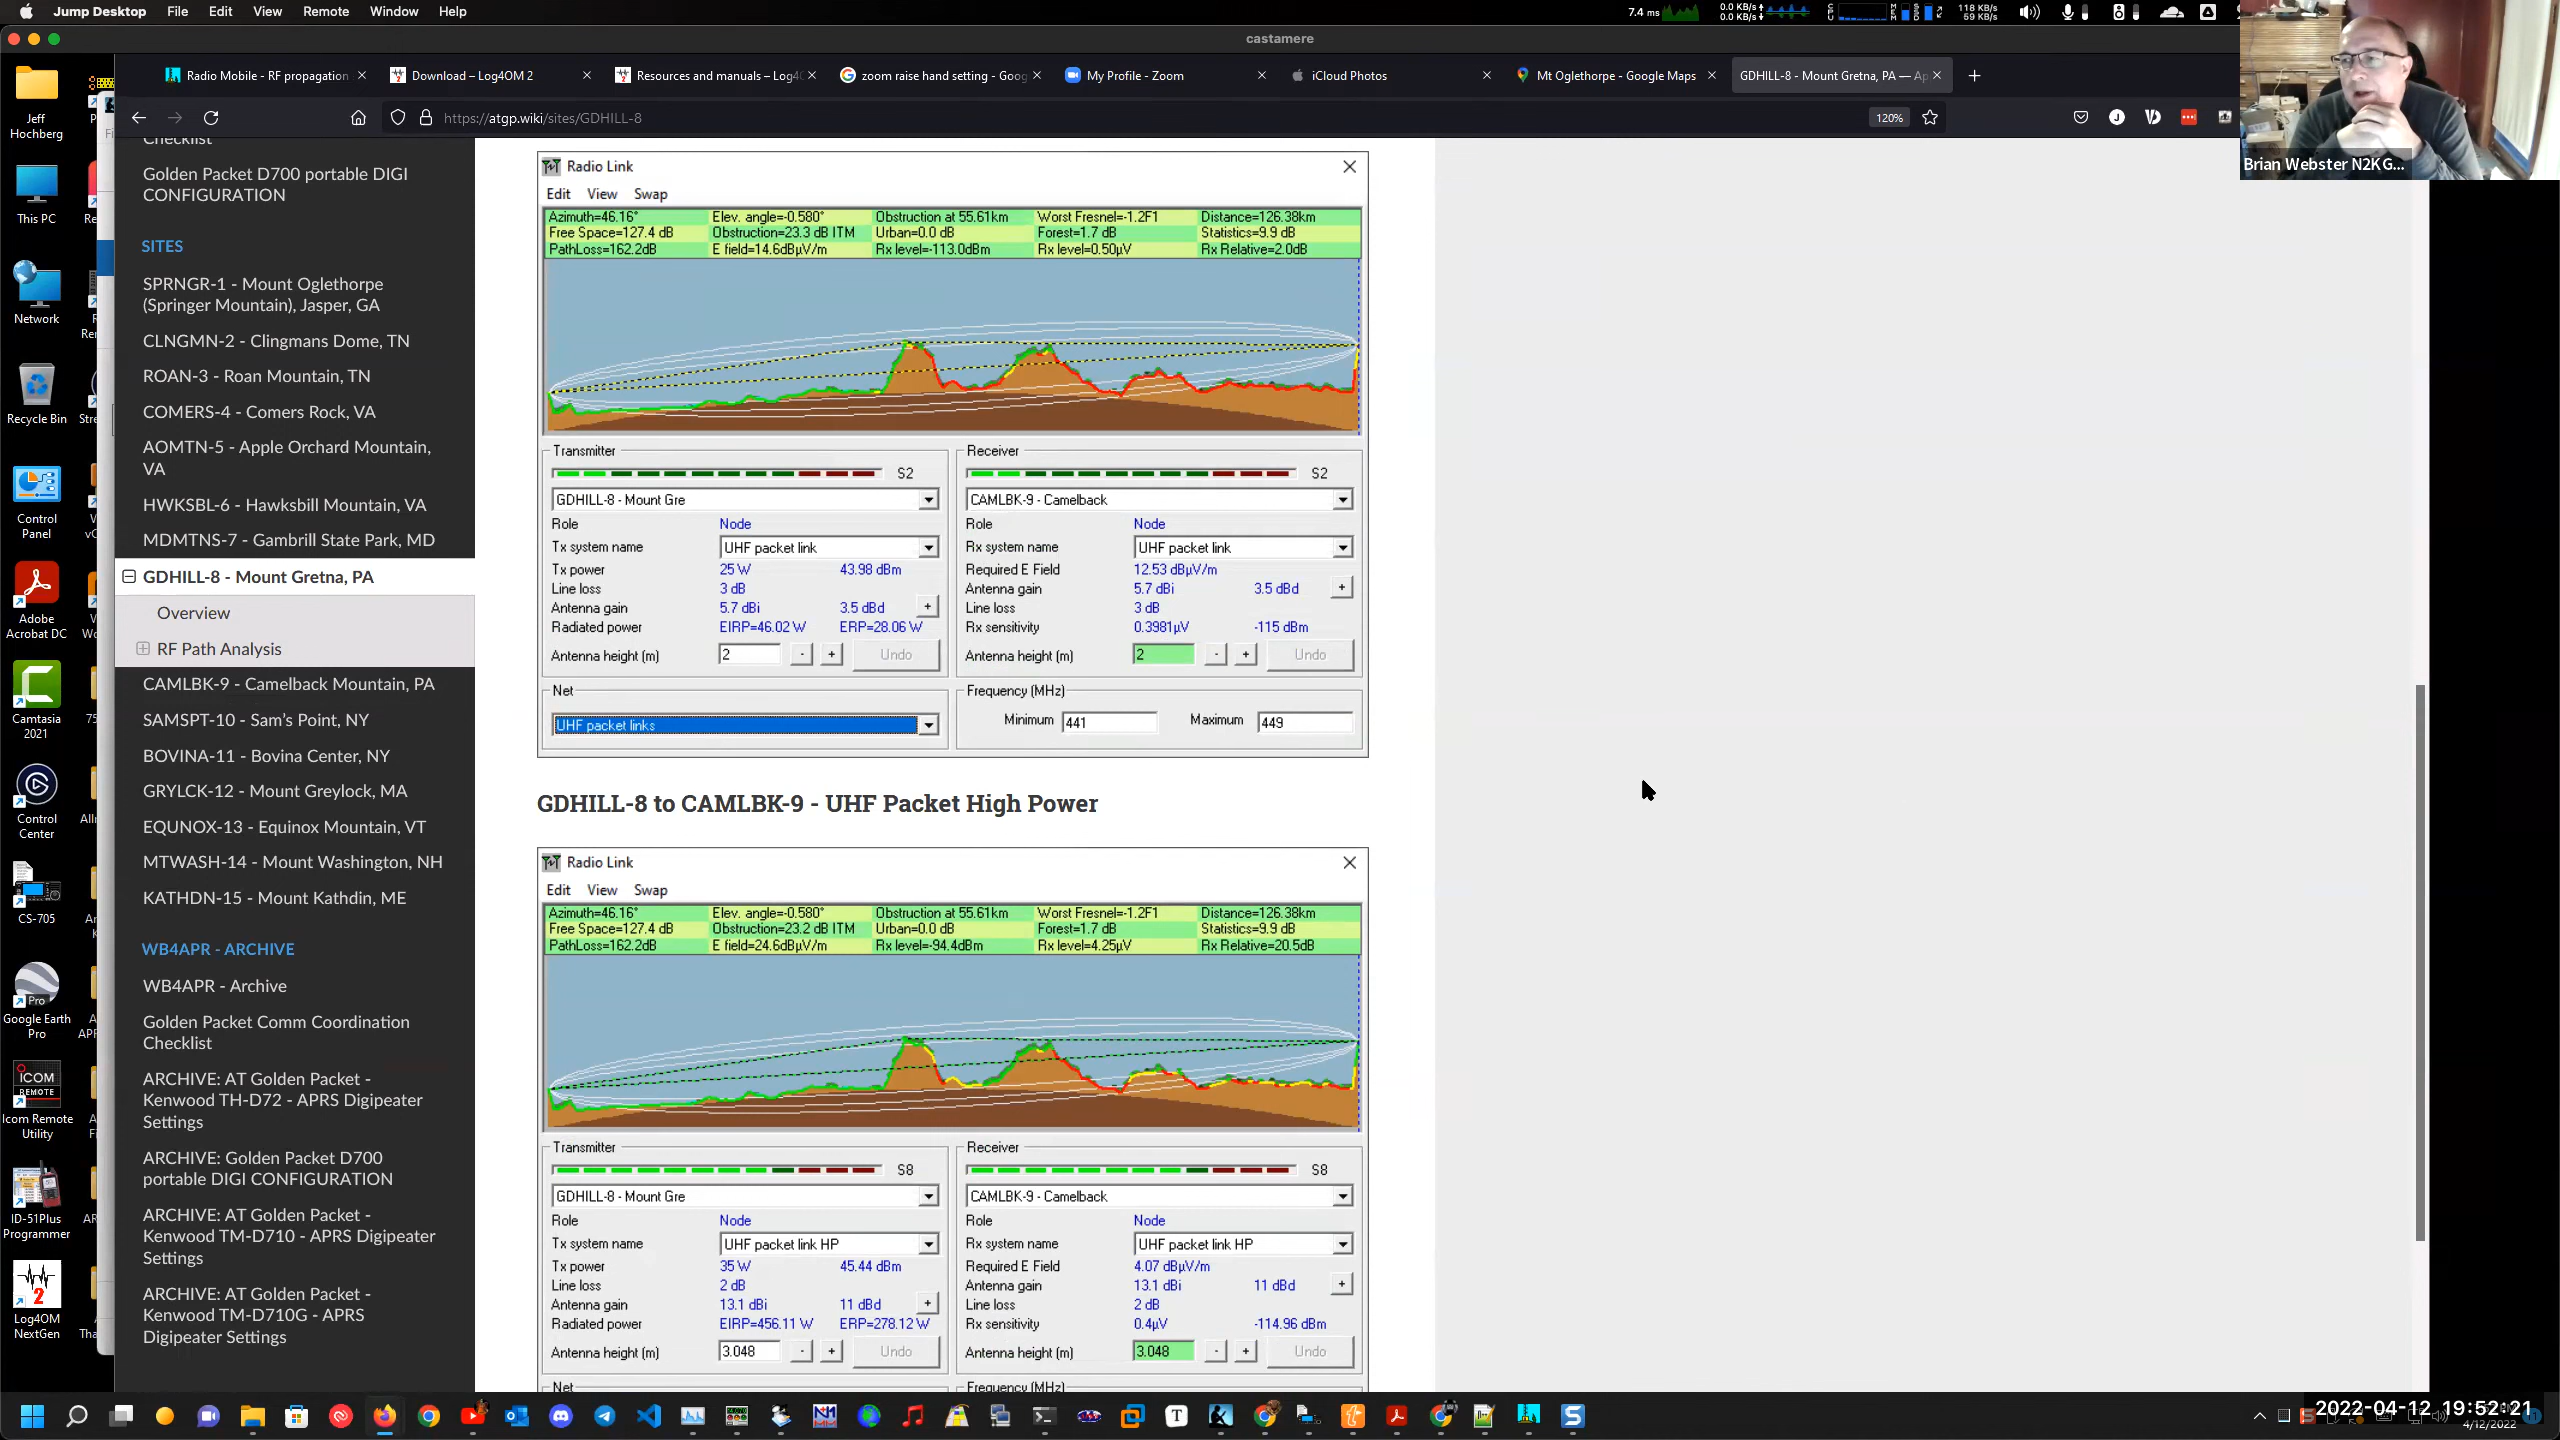 Jump Desktop File Edit View Remote Window Help
7.4 ms 0.0 KB/s 0.0 KB/s 118 KB/s 59 KB/s
castamere
Radio Mobile - RF propagation
Download – Log4OM 2
Resources and manuals – Log4
zoom raise hand setting - Goog
My Profile - Zoom
iCloud Photos
Mt Oglethorpe - Google Maps
GDHILL-8 - Mount Gretna, PA — Ap
https://atgp.wiki/sites/GDHILL-8
120%
Brian Webster N2KG...
Jeff Hochberg
This PC
Network
Recycle Bin
Control Panel
Adobe Acrobat DC
Camtasia 2021
Control Center
CS-705
Google Earth Pro
Icom Remote Utility
ID-51Plus Programmer
Log4OM NextGen
Checklist
Golden Packet D700 portable DIGI
CONFIGURATION
SITES
SPRNGR-1 - Mount Oglethorpe
(Springer Mountain), Jasper, GA
CLNGMN-2 - Clingmans Dome, TN
ROAN-3 - Roan Mountain, TN
COMERS-4 - Comers Rock, VA
AOMTN-5 - Apple Orchard Mountain,
VA
HWKSBL-6 - Hawksbill Mountain, VA
MDMTNS-7 - Gambrill State Park, MD
GDHILL-8 - Mount Gretna, PA
Overview
RF Path Analysis
CAMLBK-9 - Camelback Mountain, PA
SAMSPT-10 - Sam’s Point, NY
BOVINA-11 - Bovina Center, NY
GRYLCK-12 - Mount Greylock, MA
EQUNOX-13 - Equinox Mountain, VT
MTWASH-14 - Mount Washington, NH
KATHDN-15 - Mount Kathdin, ME
WB4APR - ARCHIVE
WB4APR - Archive
Golden Packet Comm Coordination
Checklist
ARCHIVE: AT Golden Packet -
Kenwood TH-D72 - APRS Digipeater
Settings
ARCHIVE: Golden Packet D700
portable DIGI CONFIGURATION
ARCHIVE: AT Golden Packet -
Kenwood TM-D710 - APRS Digipeater
Settings
ARCHIVE: AT Golden Packet -
Kenwood TM-D710G - APRS
Digipeater Settings
Radio Link
Edit View Swap
Azimuth=46.16° Elev. angle=-0.580° Obstruction at 55.61km Worst Fresnel=-1.2F1 Distance=126.38km
Free Space=127.4 dB Obstruction=23.3 dB ITM Urban=0.0 dB Forest=1.7 dB Statistics=9.9 dB
PathLoss=162.2dB E field=14.6dBµV/m Rx level=-113.0dBm Rx level=0.50µV Rx Relative=2.0dB
Transmitter
S2
GDHILL-8 - Mount Gre
Role Node
Tx system name UHF packet link
Tx power 25 W 43.98 dBm
Line loss 3 dB
Antenna gain 5.7 dBi 3.5 dBd +
Radiated power EIRP=46.02 W ERP=28.06 W
Antenna height (m) 2 - + Undo
Net
UHF packet links
Receiver
S2
CAMLBK-9 - Camelback
Role Node
Rx system name UHF packet link
Required E Field 12.53 dBµV/m
Antenna gain 5.7 dBi 3.5 dBd +
Line loss 3 dB
Rx sensitivity 0.3981µV -115 dBm
Antenna height (m) 2 - + Undo
Frequency (MHz)
Minimum 441 Maximum 449
GDHILL-8 to CAMLBK-9 - UHF Packet High Power
Radio Link
Edit View Swap
Azimuth=46.16° Elev. angle=-0.580° Obstruction at 55.61km Worst Fresnel=-1.2F1 Distance=126.38km
Free Space=127.4 dB Obstruction=23.2 dB ITM Urban=0.0 dB Forest=1.7 dB Statistics=9.9 dB
PathLoss=162.2dB E field=24.6dBµV/m Rx level=-94.4dBm Rx level=4.25µV Rx Relative=20.5dB
Transmitter
S8
GDHILL-8 - Mount Gre
Role Node
Tx system name UHF packet link HP
Tx power 35 W 45.44 dBm
Line loss 2 dB
Antenna gain 13.1 dBi 11 dBd +
Radiated power EIRP=456.11 W ERP=278.12 W
Antenna height (m) 3.048 - + Undo
Net
Receiver
S8
CAMLBK-9 - Camelback
Role Node
Rx system name UHF packet link HP
Required E Field 4.07 dBµV/m
Antenna gain 13.1 dBi 11 dBd +
Line loss 2 dB
Rx sensitivity 0.4µV -114.96 dBm
Antenna height (m) 3.048 - + Undo
Frequency (MHz)
2022-04-12 19:52:21
4/12/2022